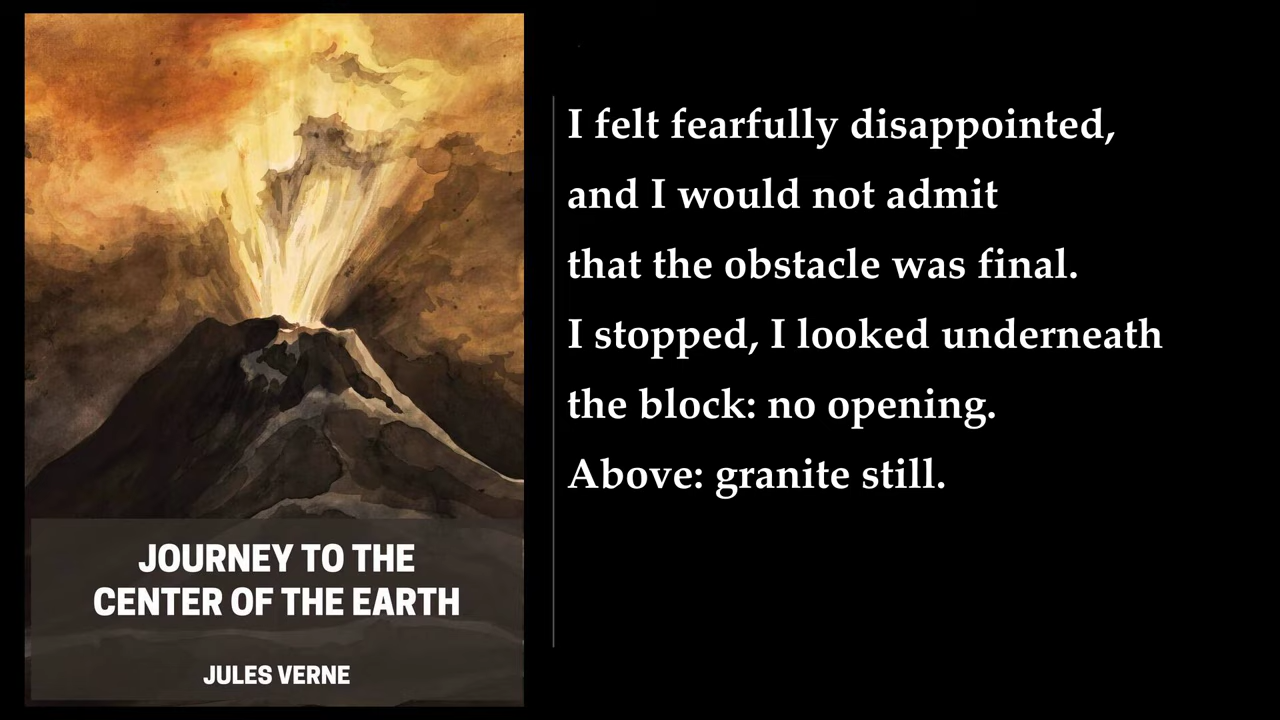 I felt fearfully disappointed,
and I would not admit
that the obstacle was final.
I stopped, I looked underneath
the block: no opening.
Above: granite still.
JOURNEY TO THE
CENTER OF THE EARTH
JULES VERNE